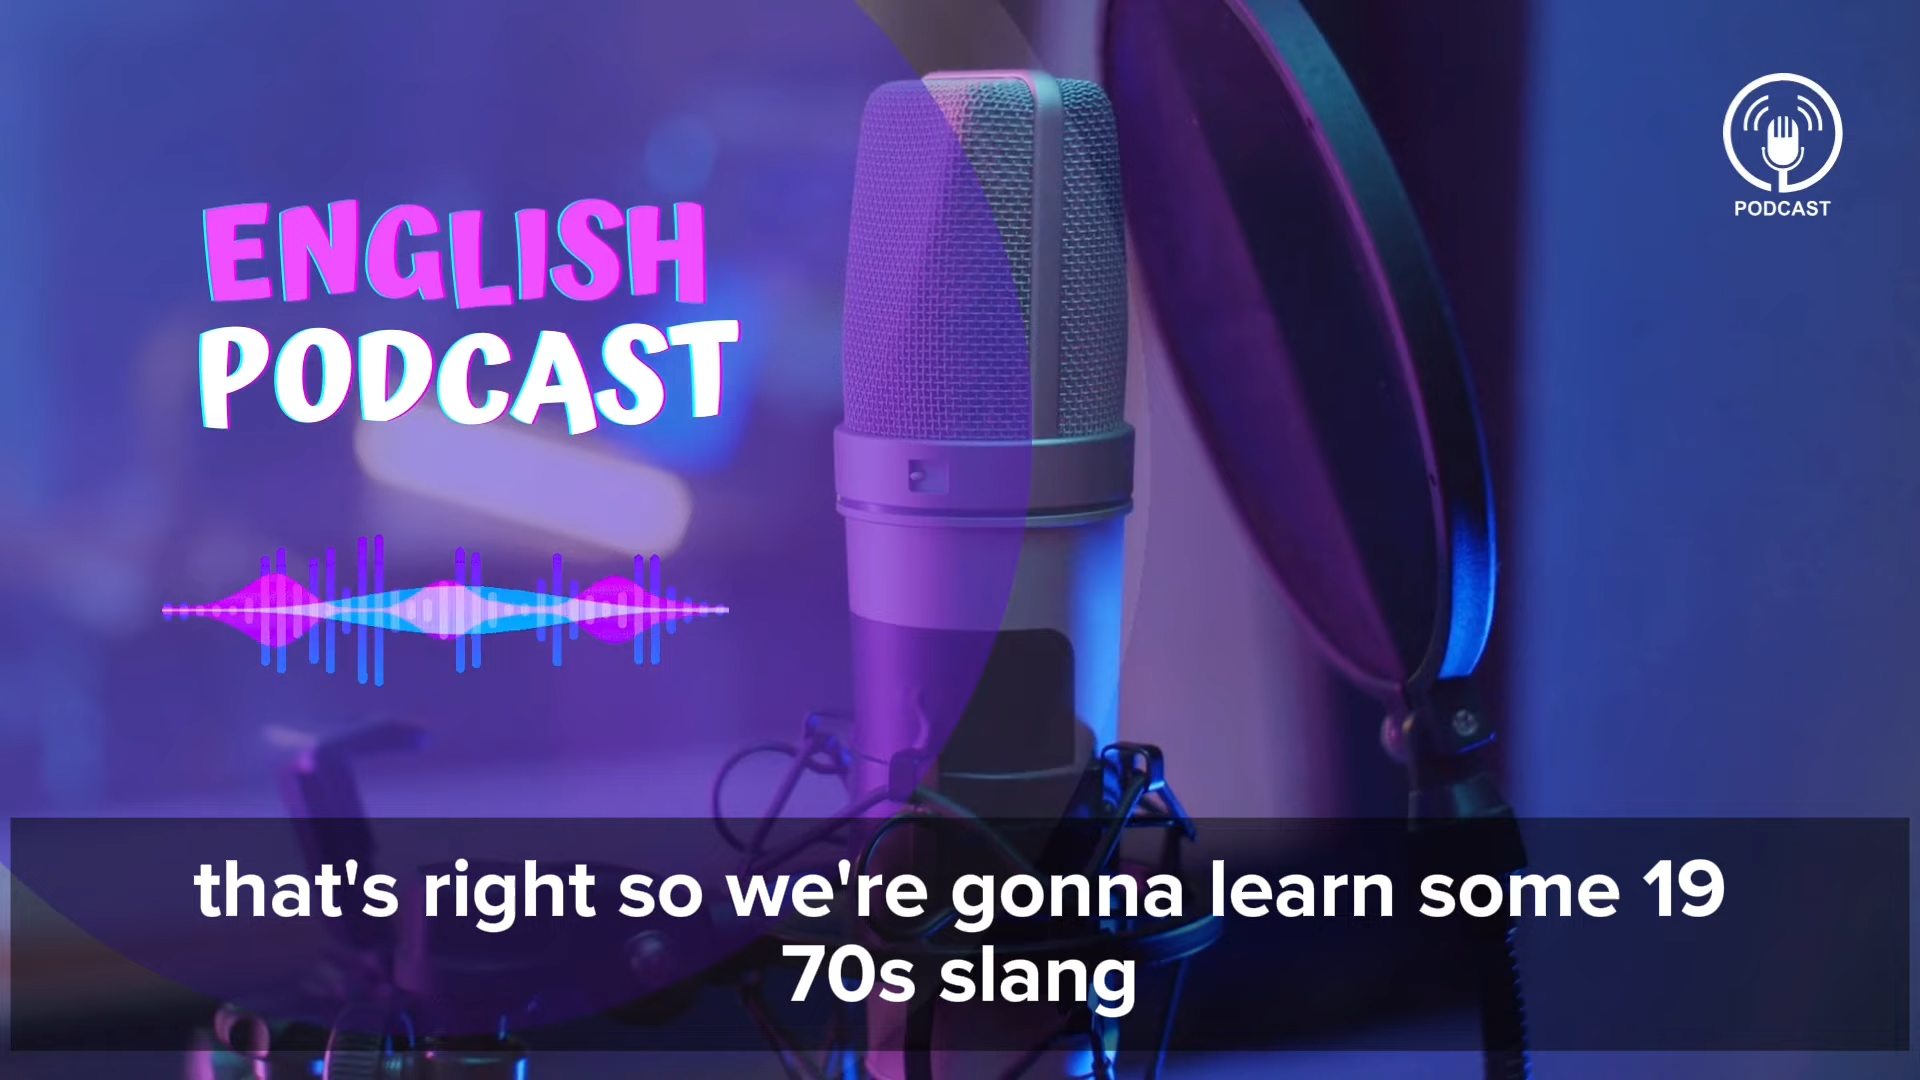 PODCAST
ENGLISH
PODCAST
that's right so we're gonna learn some 19
70s slang